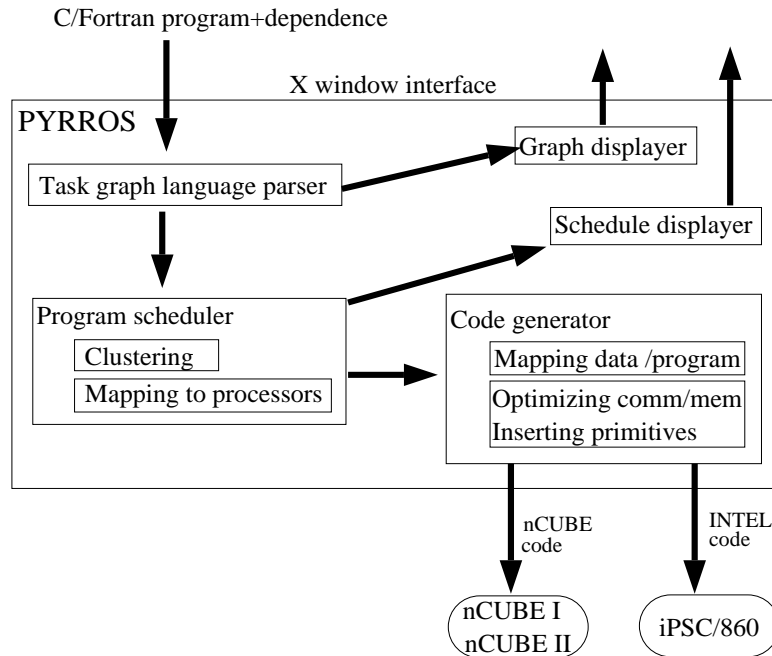 C/Fortran program+dependence
X window interface
PYRROS
Graph displayer
Task graph language parser
Schedule displayer
Program scheduler
Clustering
Mapping to processors
Code generator
Mapping data /program
Optimizing comm/mem
Inserting primitives
nCUBE
code
INTEL
code
nCUBE I
nCUBE II
iPSC/860